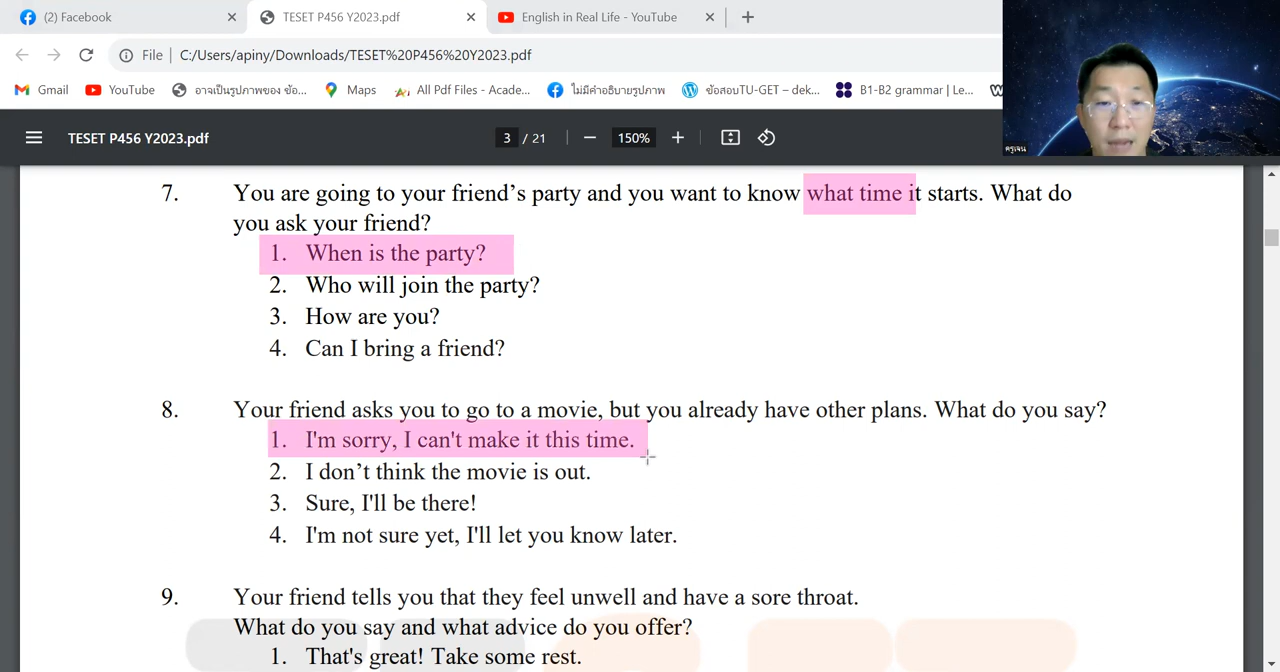 (2) Facebook
TESET P456 Y2023.pdf
English in Real Life - YouTube
File
C:/Users/apiny/Downloads/TESET%20P456%20Y2023.pdf
Gmail
YouTube
อาจเป็นรูปภาพของ ข้อ...
Maps
All Pdf Files - Acade...
ไม่มีคำอธิบายรูปภาพ
ข้อสอบTU-GET – dek...
B1-B2 grammar | Le...
TESET P456 Y2023.pdf
3 / 21
150%
ครูเจน
7. You are going to your friend’s party and you want to know what time it starts. What do
you ask your friend?
1. When is the party?
2. Who will join the party?
3. How are you?
4. Can I bring a friend?
8. Your friend asks you to go to a movie, but you already have other plans. What do you say?
1. I'm sorry, I can't make it this time.
2. I don’t think the movie is out.
3. Sure, I'll be there!
4. I'm not sure yet, I'll let you know later.
9. Your friend tells you that they feel unwell and have a sore throat.
What do you say and what advice do you offer?
1. That's great! Take some rest.